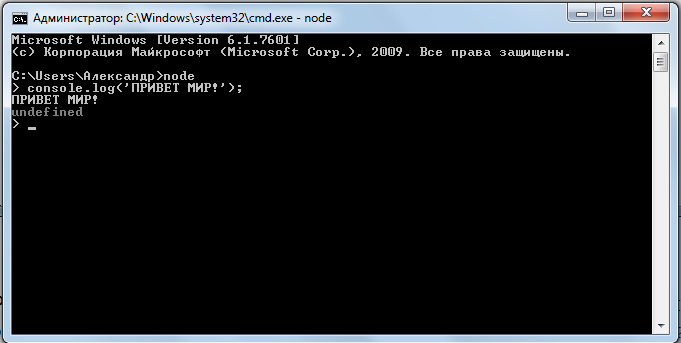 Администратор: C:\Windows\system32\cmd.exe - node
Microsoft Windows [Version 6.1.7601]
(c) Корпорация Майкрософт (Microsoft Corp.), 2009. Все права защищены.
C:\Users\Александр>node
> console.log('ПРИВЕТ МИР!');
ПРИВЕТ МИР!
undefined
> _